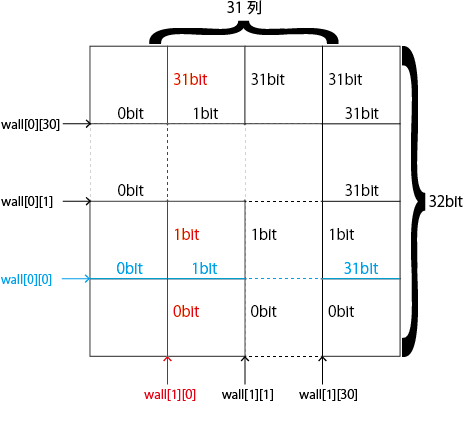 31 列
31bit 31bit 31bit
0bit 1bit 31bit
wall[0][30]
0bit 31bit
wall[0][1]
32bit
1bit 1bit 1bit
0bit 1bit 31bit
wall[0][0]
0bit 0bit 0bit
wall[1][0] wall[1][1] wall[1][30]